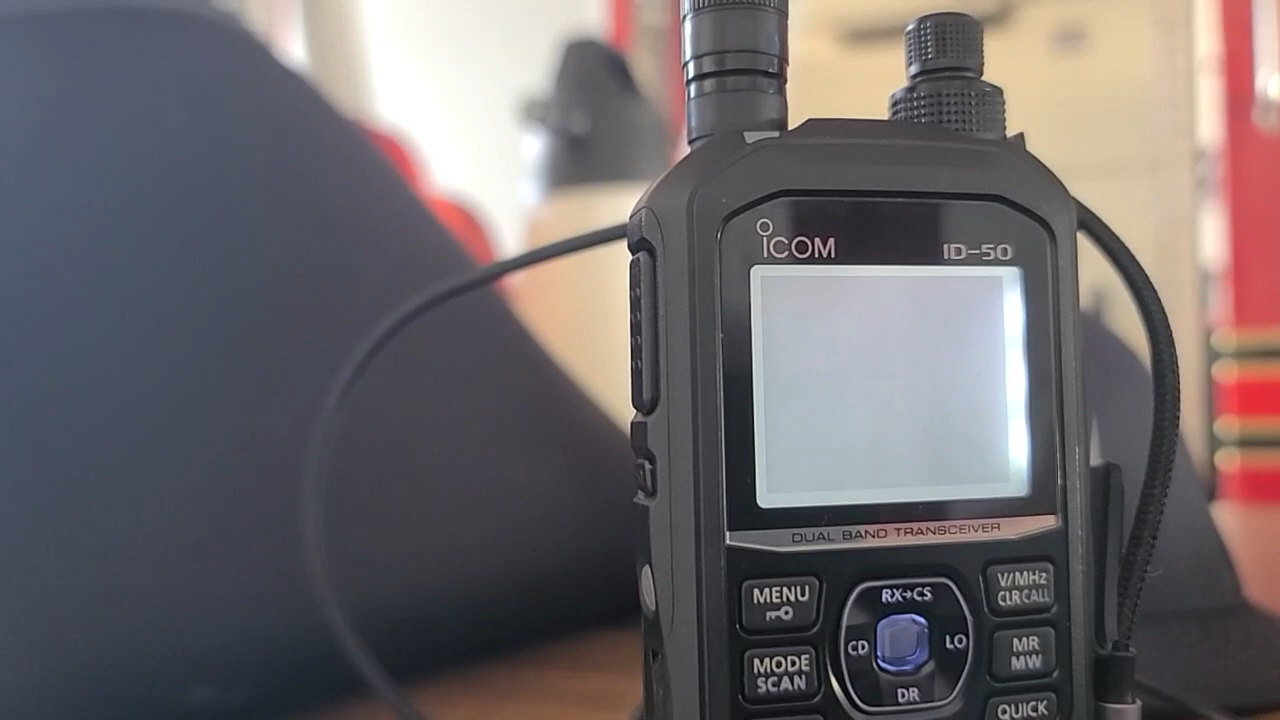 ICOM
ID-50
DUAL BAND TRANSCEIVER
MENU
RX→CS
V/MHz
CLR CALL
CD
LO
MR
MW
MODE
SCAN
DR
QUICK